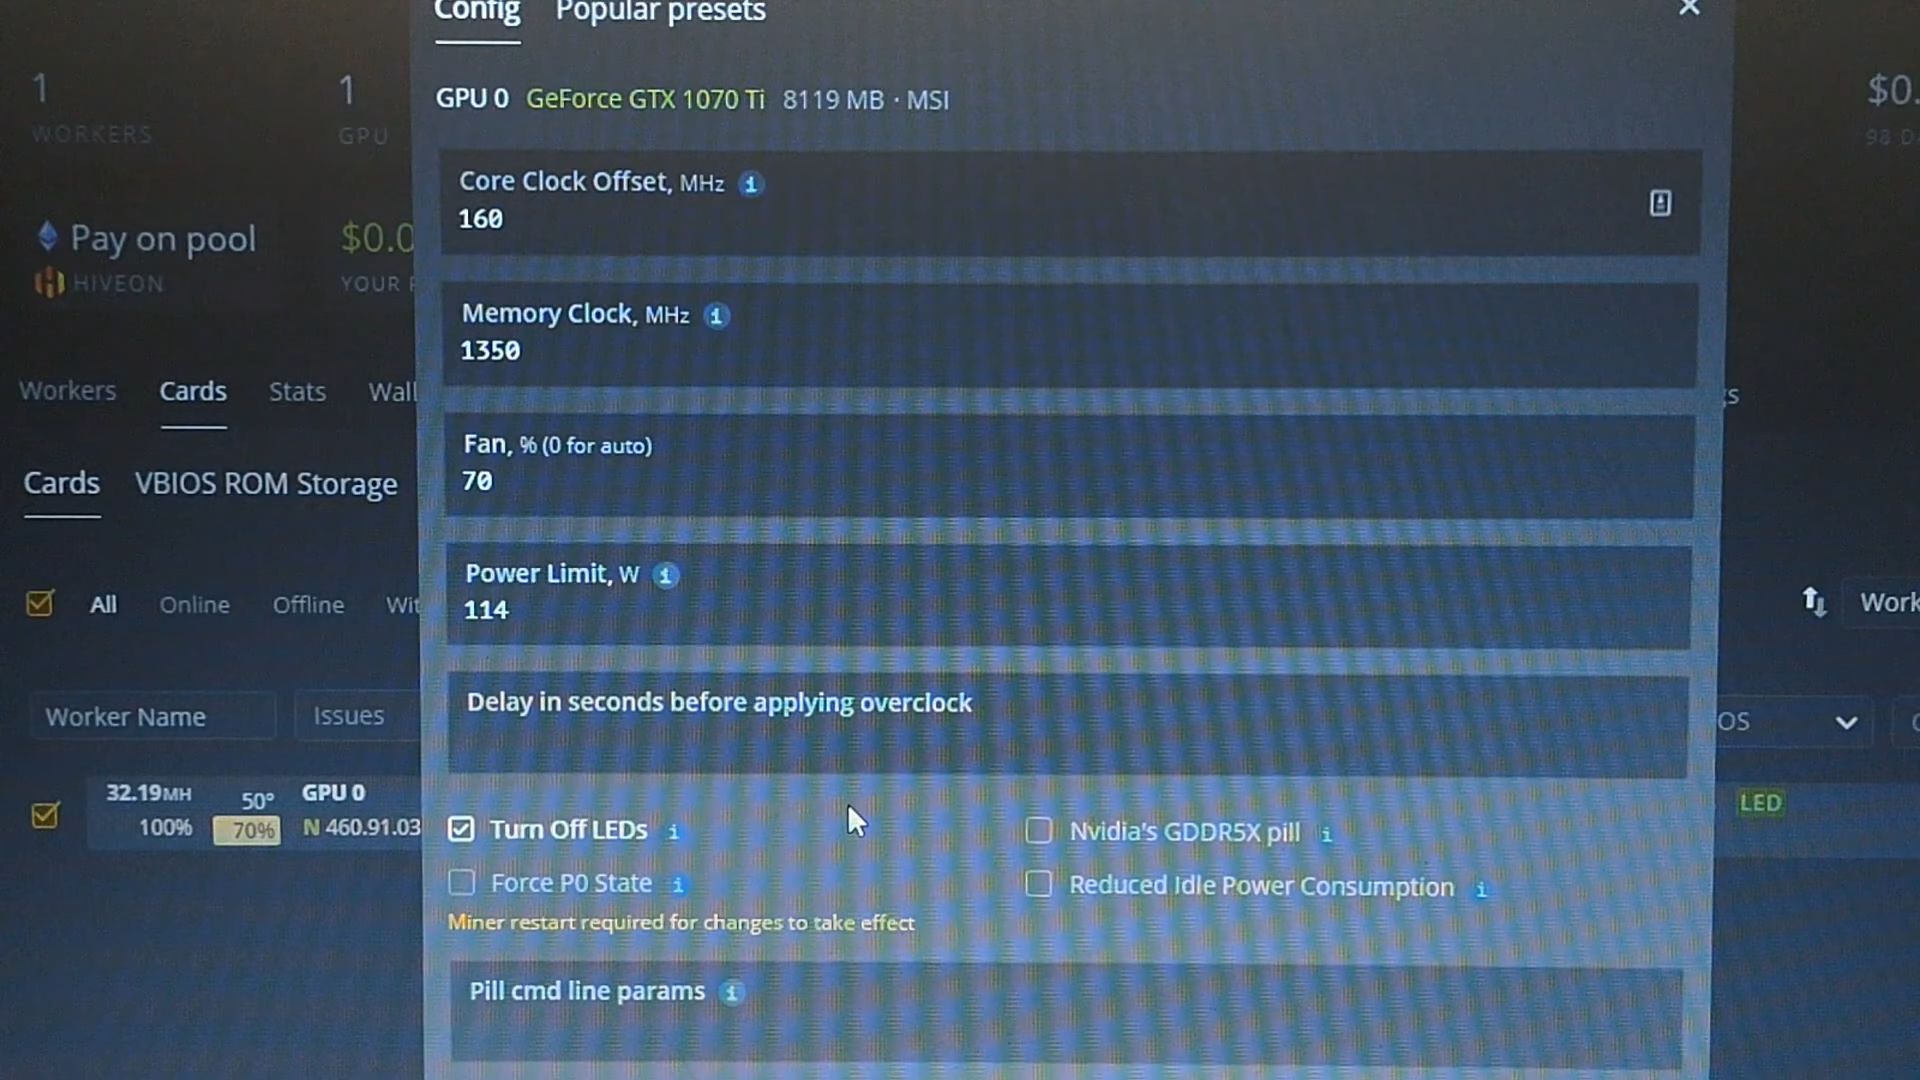 Config Popular presets
GPU 0 GeForce GTX 1070 Ti 8119 MB · MSI
Core Clock Offset, MHz
160
Memory Clock, MHz
1350
Fan, % (0 for auto)
70
Power Limit, W
114
Delay in seconds before applying overclock
Turn Off LEDs
Nvidia's GDDR5X pill
Force P0 State
Reduced Idle Power Consumption
Miner restart required for changes to take effect
Pill cmd line params
1
WORKERS
1
GPU
$0.
98 D
Pay on pool
HIVEON
$0.0
YOUR
Workers Cards Stats Wall
gs
Cards VBIOS ROM Storage
All Online Offline Wit
Work
Worker Name Issues
OS
32.19MH 50° GPU 0
100% 70% N 460.91.03
LED